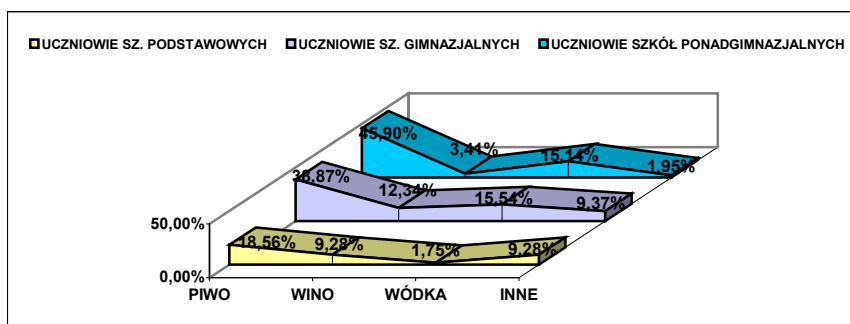 UCZNIOWIE SZ. PODSTAWOWYCH UCZNIOWIE SZ. GIMNAZJALNYCH UCZNIOWIE SZKÓŁ PONADGIMNAZJALNYCH
45,90% 3,41% 15,14% 1,95%
38,87% 12,34% 15,54% 9,37%
50,00%
18,56% 9,28% 1,75% 9,28%
0,00%
PIWO WINO WÓDKA INNE